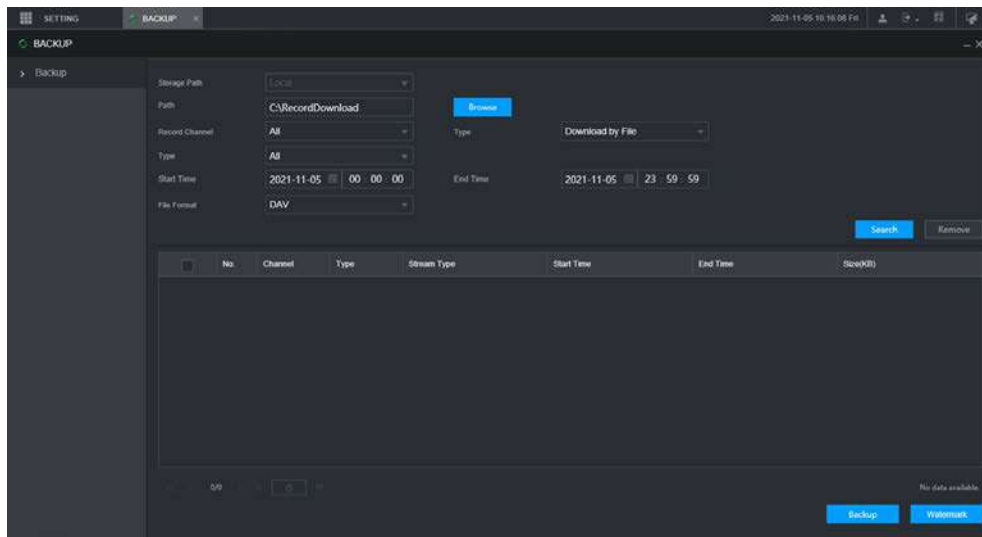 SETTING BACKUP × 2021-11-05 10:16:08 Fri
BACKUP
Backup
Storage Path Local
Path C:\RecordDownload Browse
Record Channel All Type Download by File
Type All
Start Time 2021-11-05 00 : 00 : 00 End Time 2021-11-05 23 : 59 : 59
File Format DAV
Search Remove
No. Channel Type Stream Type Start Time End Time Size(KB)
0/0 0 No data available
Backup Watermark